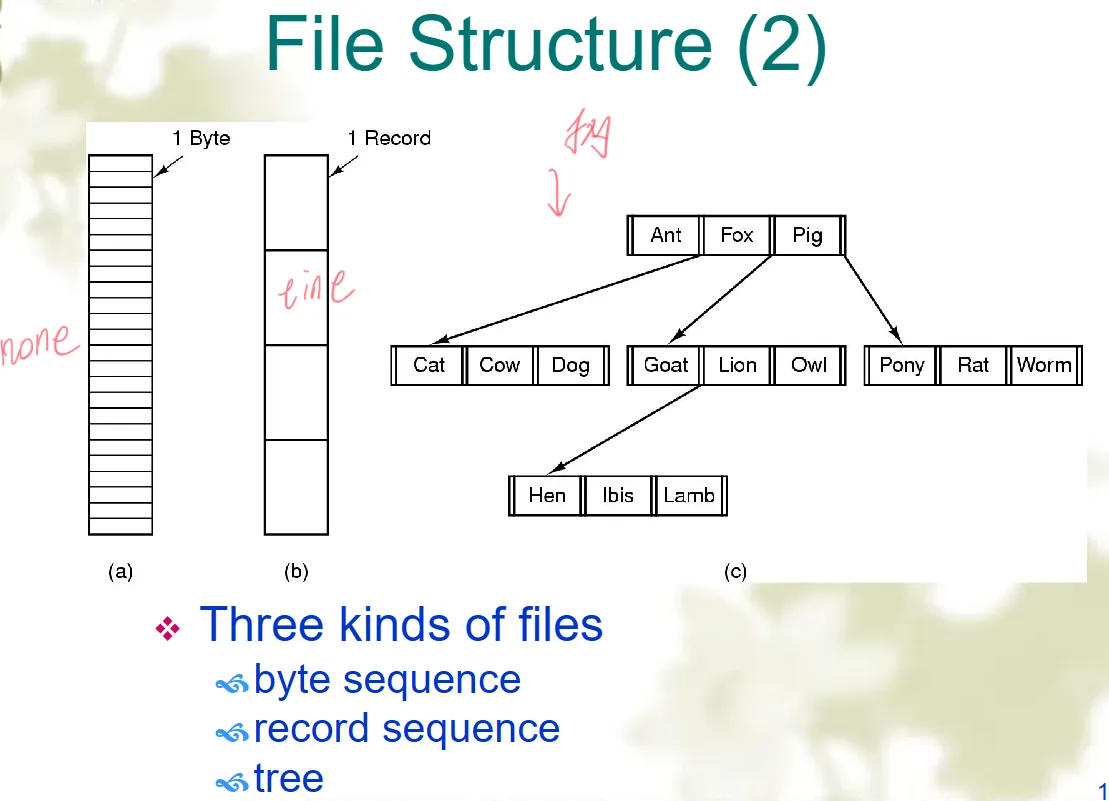 File Structure (2)
1 Byte
1 Record
树
Ant Fox Pig
line
none
Cat Cow Dog
Goat Lion Owl
Pony Rat Worm
Hen Ibis Lamb
(a)
(b)
(c)
Three kinds of files
byte sequence
record sequence
tree
1